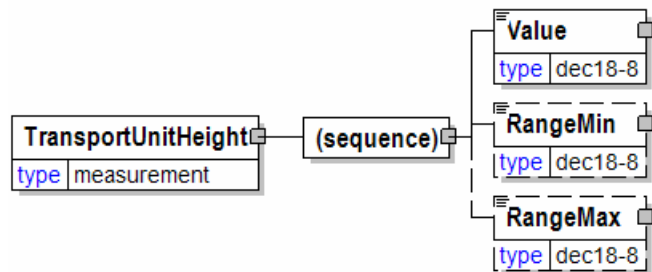 Value
type dec18-8
TransportUnitHeight
type measurement
(sequence)
RangeMin
type dec18-8
RangeMax
type dec18-8